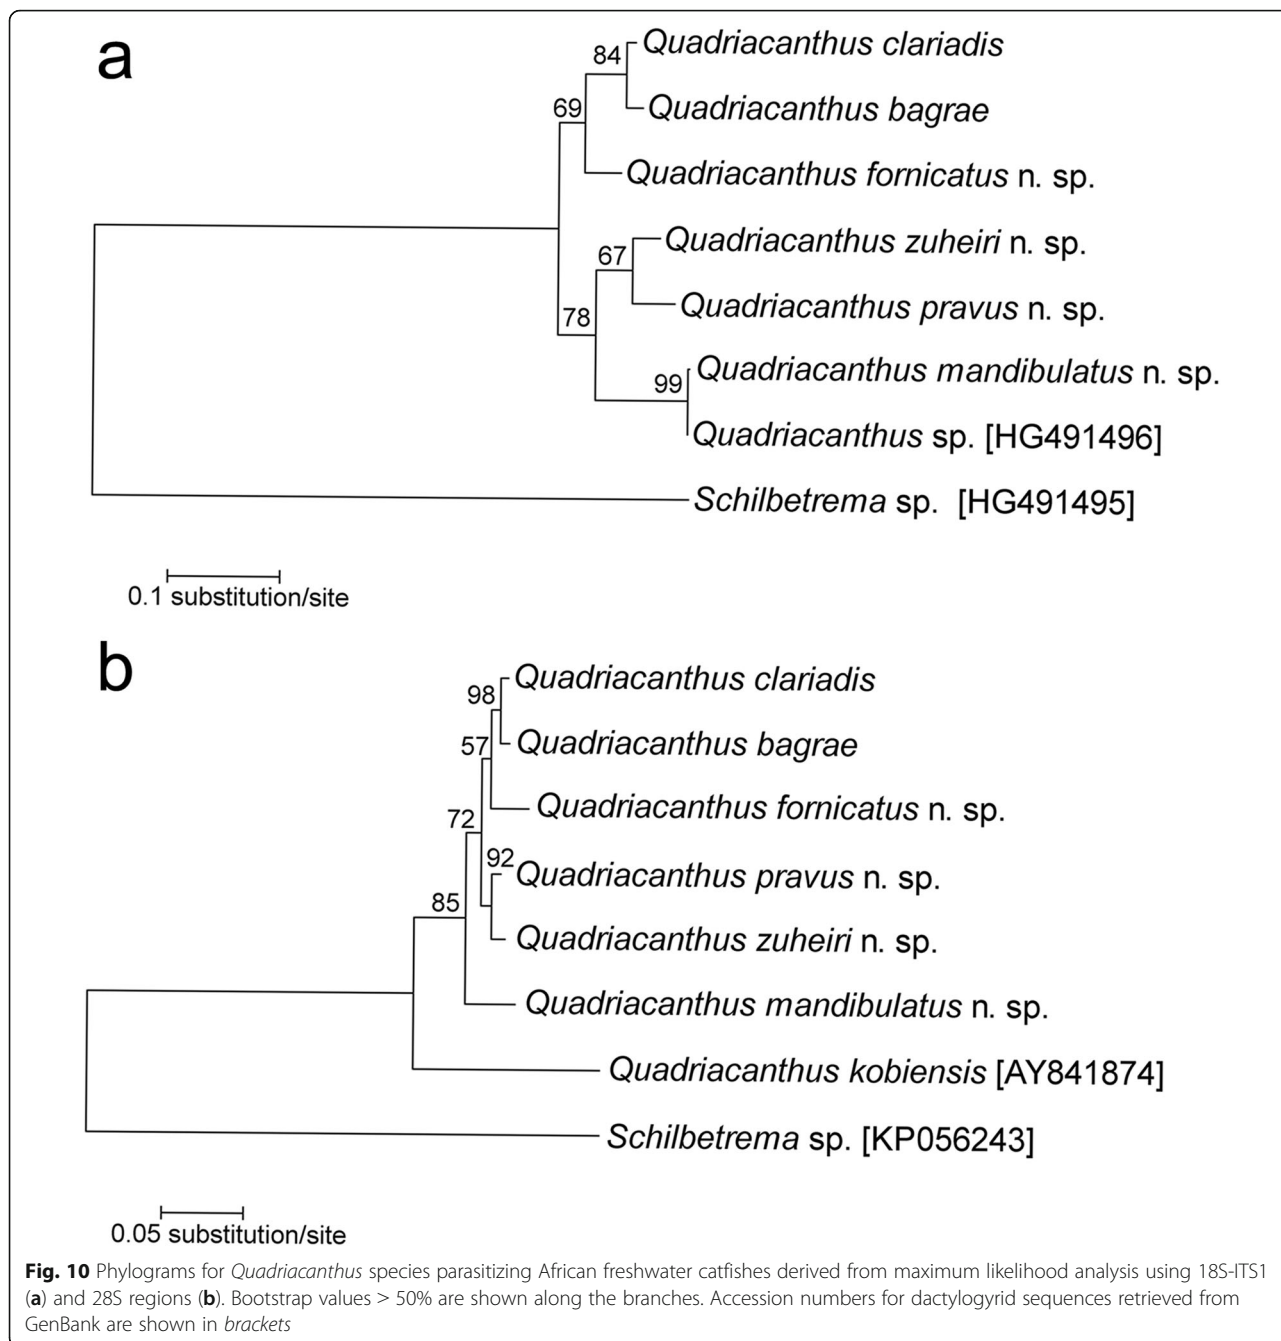 a
84
Quadriacanthus clariadis
69
Quadriacanthus bagrae
Quadriacanthus fornicatus n. sp.
67
Quadriacanthus zuheiri n. sp.
78
Quadriacanthus pravus n. sp.
99
Quadriacanthus mandibulatus n. sp.
Quadriacanthus sp. [HG491496]
Schilbetrema sp. [HG491495]
0.1 substitution/site
b
98
Quadriacanthus clariadis
57
Quadriacanthus bagrae
72
Quadriacanthus fornicatus n. sp.
92
Quadriacanthus pravus n. sp.
85
Quadriacanthus zuheiri n. sp.
Quadriacanthus mandibulatus n. sp.
Quadriacanthus kobiensis [AY841874]
Schilbetrema sp. [KP056243]
0.05 substitution/site
Fig. 10 Phylograms for Quadriacanthus species parasitizing African freshwater catfishes derived from maximum likelihood analysis using 18S-ITS1
(a) and 28S regions (b). Bootstrap values > 50% are shown along the branches. Accession numbers for dactylogyrid sequences retrieved from
GenBank are shown in brackets